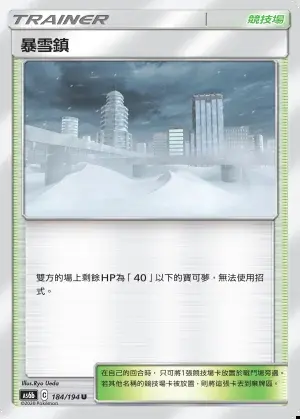 TRAINER
競技場
暴雪鎮
雙方的場上剩餘HP為「40」以下的寶可夢,無法使用招
式。
Illus.Ryo Ueda
AS6b C 184/194 U
在自己的回合時,只可將1張競技場卡放置於戰鬥場旁邊。
若其他名稱的競技場卡被放置,則將這張卡丟到棄牌區。